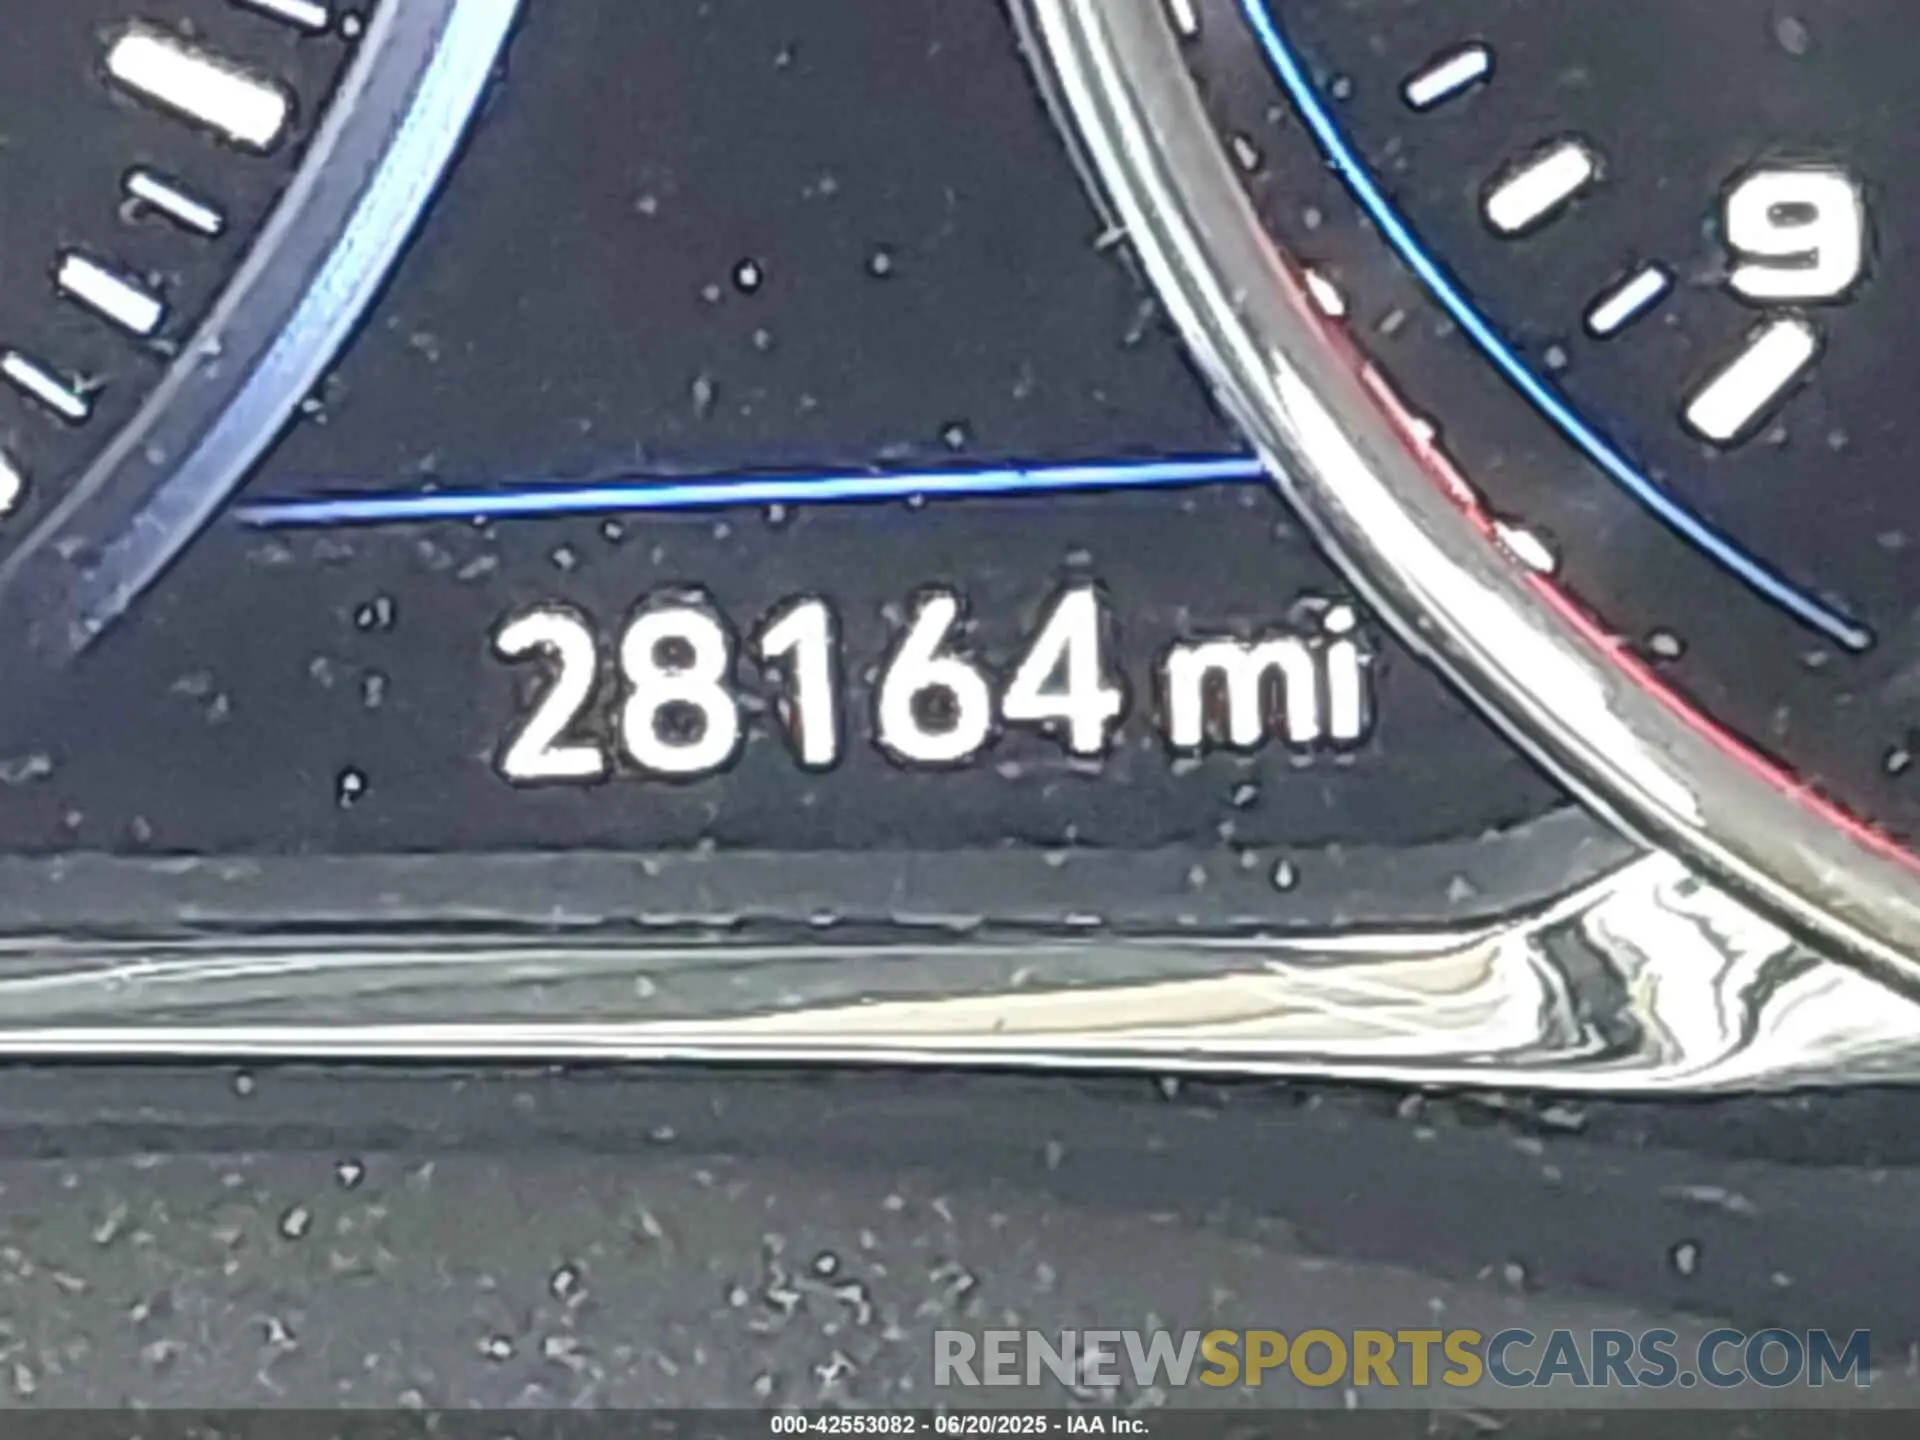 9
28164 mi
RENEWSPORTSCARS.COM
000-42553082 - 06/20/2025 - IAA Inc.